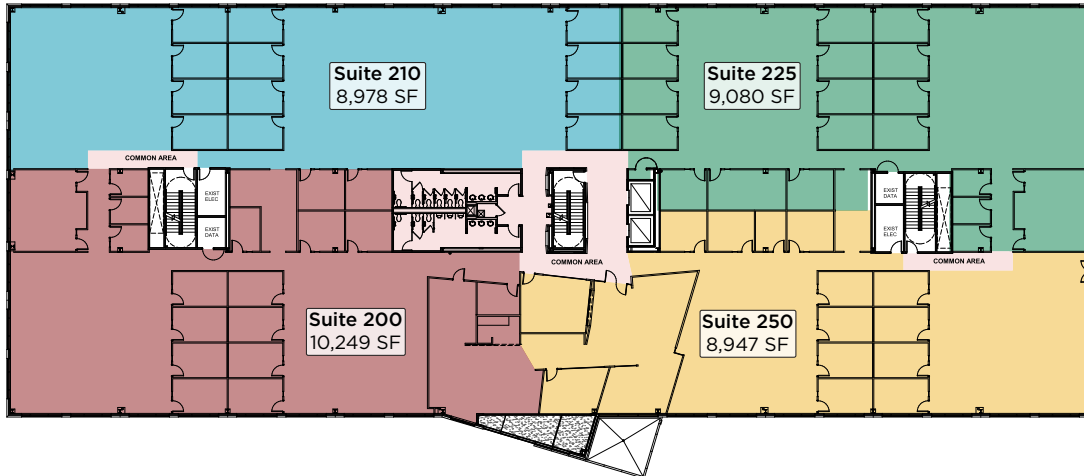 Suite 210
8,978 SF
Suite 225
9,080 SF
COMMON AREA
EXIST
ELEC
EXIST
DATA
EXIST
DATA
EXIST
ELEC
COMMON AREA
COMMON AREA
Suite 200
10,249 SF
Suite 250
8,947 SF